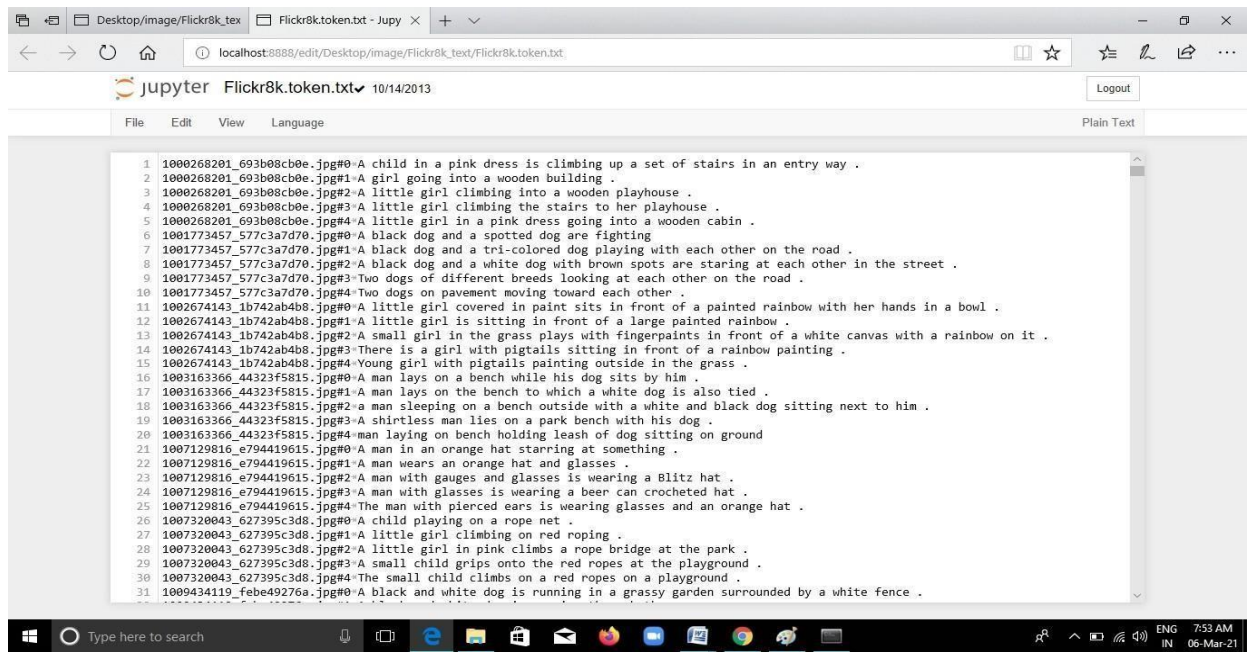 Desktop/image/Flickr8k_tex
Flickr8k.token.txt - Jupy
localhost:8888/edit/Desktop/image/Flickr8k_text/Flickr8k.token.txt
jupyter Flickr8k.token.txt✔ 10/14/2013
Logout
File Edit View Language
Plain Text
1 1000268201_693b08cb0e.jpg#0 A child in a pink dress is climbing up a set of stairs in an entry way .
2 1000268201_693b08cb0e.jpg#1 A girl going into a wooden building .
3 1000268201_693b08cb0e.jpg#2 A little girl climbing into a wooden playhouse .
4 1000268201_693b08cb0e.jpg#3 A little girl climbing the stairs to her playhouse .
5 1000268201_693b08cb0e.jpg#4 A little girl in a pink dress going into a wooden cabin .
6 1001773457_577c3a7d70.jpg#0 A black dog and a spotted dog are fighting
7 1001773457_577c3a7d70.jpg#1 A black dog and a tri-colored dog playing with each other on the road .
8 1001773457_577c3a7d70.jpg#2 A black dog and a white dog with brown spots are staring at each other in the street .
9 1001773457_577c3a7d70.jpg#3 Two dogs of different breeds looking at each other on the road .
10 1001773457_577c3a7d70.jpg#4 Two dogs on pavement moving toward each other .
11 1002674143_1b742ab4b8.jpg#0 A little girl covered in paint sits in front of a painted rainbow with her hands in a bowl .
12 1002674143_1b742ab4b8.jpg#1 A little girl is sitting in front of a large painted rainbow .
13 1002674143_1b742ab4b8.jpg#2 A small girl in the grass plays with fingerpaints in front of a white canvas with a rainbow on it .
14 1002674143_1b742ab4b8.jpg#3 There is a girl with pigtails sitting in front of a rainbow painting .
15 1002674143_1b742ab4b8.jpg#4 Young girl with pigtails painting outside in the grass .
16 1003163366_44323f5815.jpg#0 A man lays on a bench while his dog sits by him .
17 1003163366_44323f5815.jpg#1 A man lays on the bench to which a white dog is also tied .
18 1003163366_44323f5815.jpg#2 a man sleeping on a bench outside with a white and black dog sitting next to him .
19 1003163366_44323f5815.jpg#3 A shirtless man lies on a park bench with his dog .
20 1003163366_44323f5815.jpg#4 man laying on bench holding leash of dog sitting on ground
21 1007129816_e794419615.jpg#0 A man in an orange hat starring at something .
22 1007129816_e794419615.jpg#1 A man wears an orange hat and glasses .
23 1007129816_e794419615.jpg#2 A man with gauges and glasses is wearing a Blitz hat .
24 1007129816_e794419615.jpg#3 A man with glasses is wearing a beer can crocheted hat .
25 1007129816_e794419615.jpg#4 The man with pierced ears is wearing glasses and an orange hat .
26 1007320043_627395c3d8.jpg#0 A child playing on a rope net .
27 1007320043_627395c3d8.jpg#1 A little girl climbing on red roping .
28 1007320043_627395c3d8.jpg#2 A little girl in pink climbs a rope bridge at the park .
29 1007320043_627395c3d8.jpg#3 A small child grips onto the red ropes at the playground .
30 1007320043_627395c3d8.jpg#4 The small child climbs on a red ropes on a playground .
31 1009434119_febe49276a.jpg#0 A black and white dog is running in a grassy garden surrounded by a white fence .
Type here to search
ENG 7:53 AM
IN 06-Mar-21